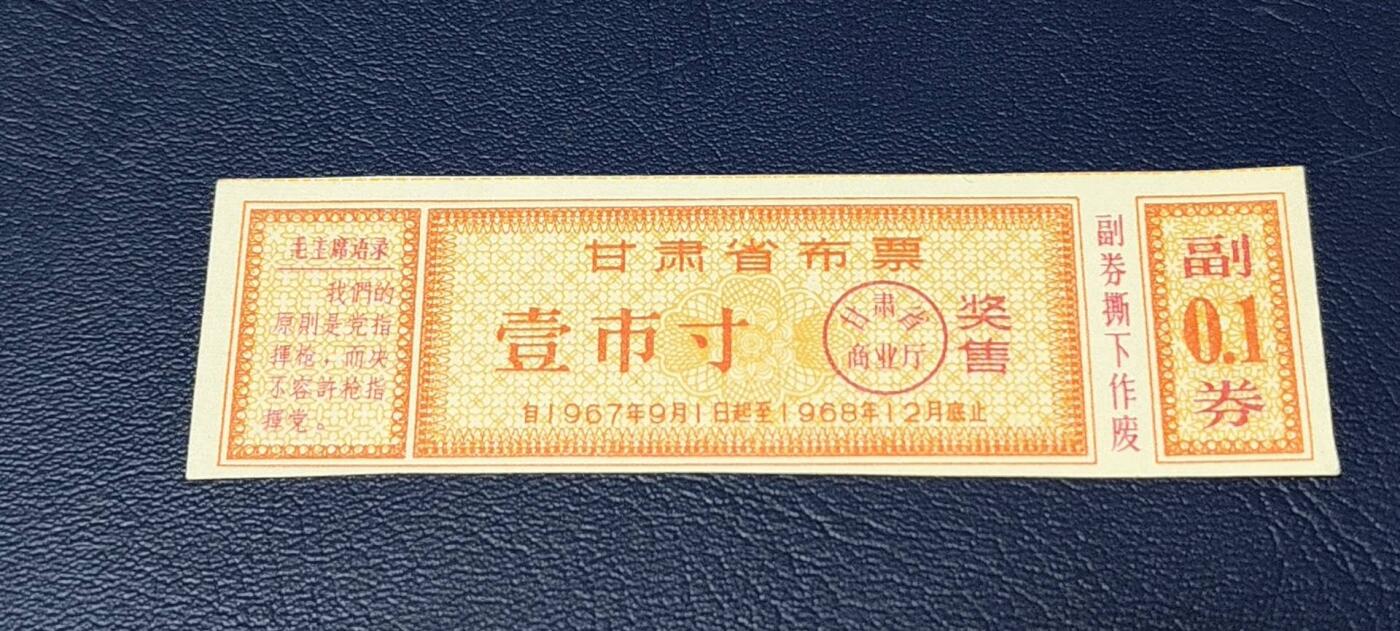 毛主席语录
我們的
原則是党指
揮枪，而决
不容許枪指
揮党。
甘肃省布票
壹市寸
甘肃省
商业厅
奖售
自1967年9月1日起至1968年12月底止
副券撕下作废
副
0.1
券